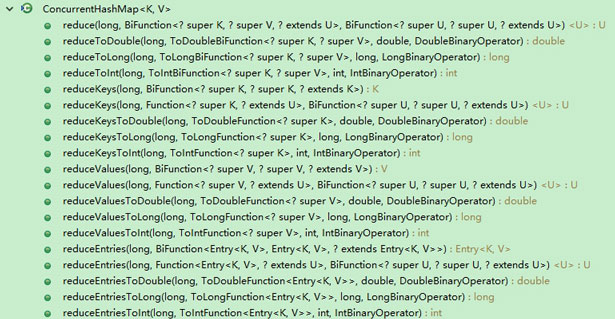 ConcurrentHashMap<K, V>
reduce(long, BiFunction<? super K, ? super V, ? extends U>, BiFunction<? super U, ? super U, ? extends U>) <U> : U
reduceToDouble(long, ToDoubleBiFunction<? super K, ? super V>, double, DoubleBinaryOperator) : double
reduceToLong(long, ToLongBiFunction<? super K, ? super V>, long, LongBinaryOperator) : long
reduceToInt(long, ToIntBiFunction<? super K, ? super V>, int, IntBinaryOperator) : int
reduceKeys(long, BiFunction<? super K, ? super K, ? extends K>) : K
reduceKeys(long, Function<? super K, ? extends U>, BiFunction<? super U, ? super U, ? extends U>) <U> : U
reduceKeysToDouble(long, ToDoubleFunction<? super K>, double, DoubleBinaryOperator) : double
reduceKeysToLong(long, ToLongFunction<? super K>, long, LongBinaryOperator) : long
reduceKeysToInt(long, ToIntFunction<? super K>, int, IntBinaryOperator) : int
reduceValues(long, BiFunction<? super V, ? super V, ? extends V>) : V
reduceValues(long, Function<? super V, ? extends U>, BiFunction<? super U, ? super U, ? extends U>) <U> : U
reduceValuesToDouble(long, ToDoubleFunction<? super V>, double, DoubleBinaryOperator) : double
reduceValuesToLong(long, ToLongFunction<? super V>, long, LongBinaryOperator) : long
reduceValuesToInt(long, ToIntFunction<? super V>, int, IntBinaryOperator) : int
reduceEntries(long, BiFunction<Entry<K, V>, Entry<K, V>, ? extends Entry<K, V>>) : Entry<K, V>
reduceEntries(long, Function<Entry<K, V>, ? extends U>, BiFunction<? super U, ? super U, ? extends U>) <U> : U
reduceEntriesToDouble(long, ToDoubleFunction<Entry<K, V>>, double, DoubleBinaryOperator) : double
reduceEntriesToLong(long, ToLongFunction<Entry<K, V>>, long, LongBinaryOperator) : long
reduceEntriesToInt(long, ToIntFunction<Entry<K, V>>, int, IntBinaryOperator) : int